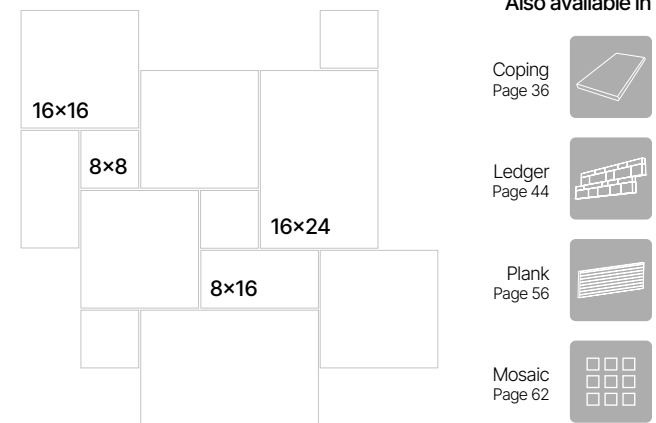 Also available in
16×16
8×8
16×24
8×16
Coping
Page 36
Ledger
Page 44
Plank
Page 56
Mosaic
Page 62